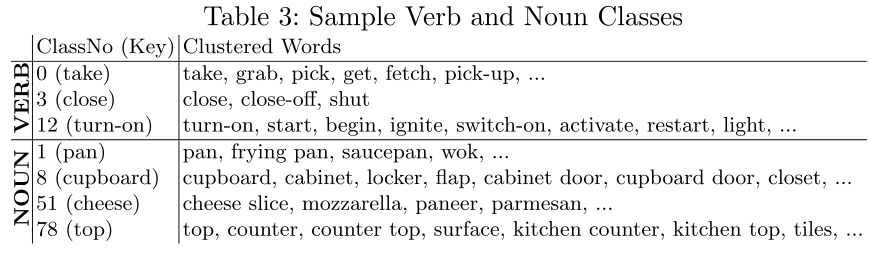 Table 3: Sample Verb and Noun Classes
ClassNo (Key) Clustered Words
VERB
0 (take) take, grab, pick, get, fetch, pick-up, ...
3 (close) close, close-off, shut
12 (turn-on) turn-on, start, begin, ignite, switch-on, activate, restart, light, ...
NOUN
1 (pan) pan, frying pan, saucepan, wok, ...
8 (cupboard) cupboard, cabinet, locker, flap, cabinet door, cupboard door, closet, ...
51 (cheese) cheese slice, mozzarella, paneer, parmesan, ...
78 (top) top, counter, counter top, surface, kitchen counter, kitchen top, tiles, ...